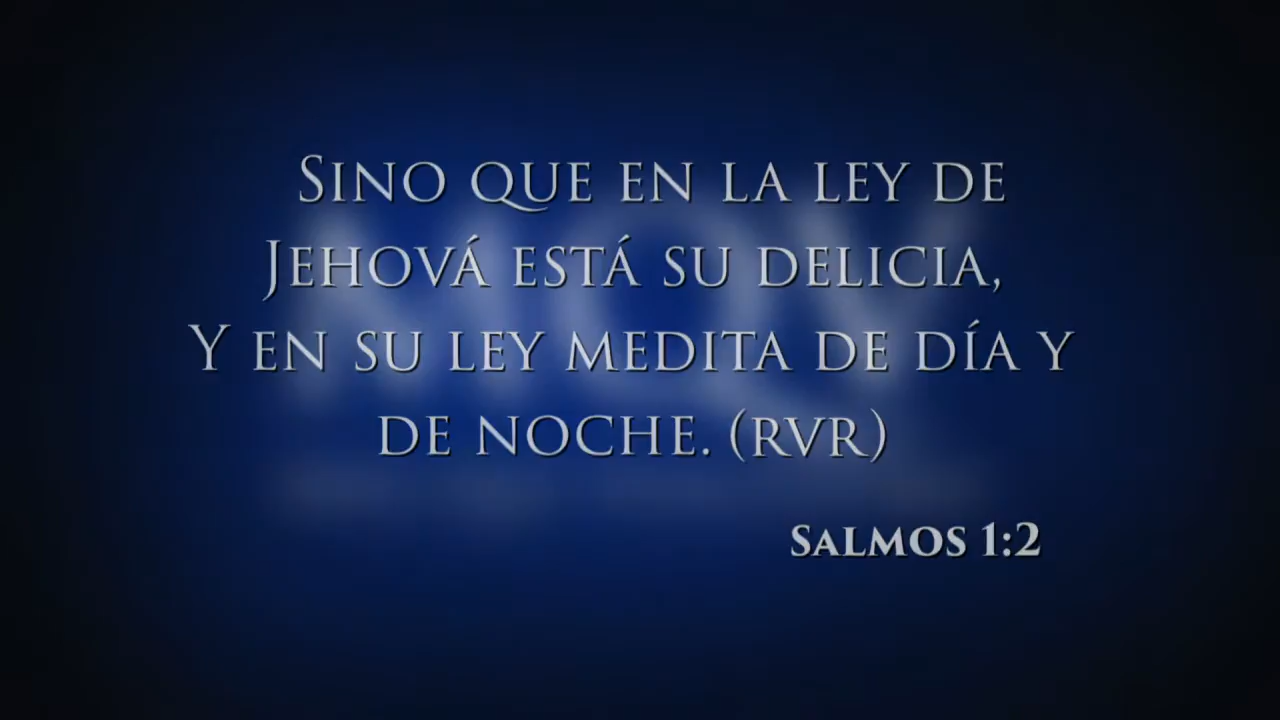 Sino que en la ley de
Jehová está su delicia,
Y en su ley medita de día y
de noche. (RVR)
Salmos 1:2